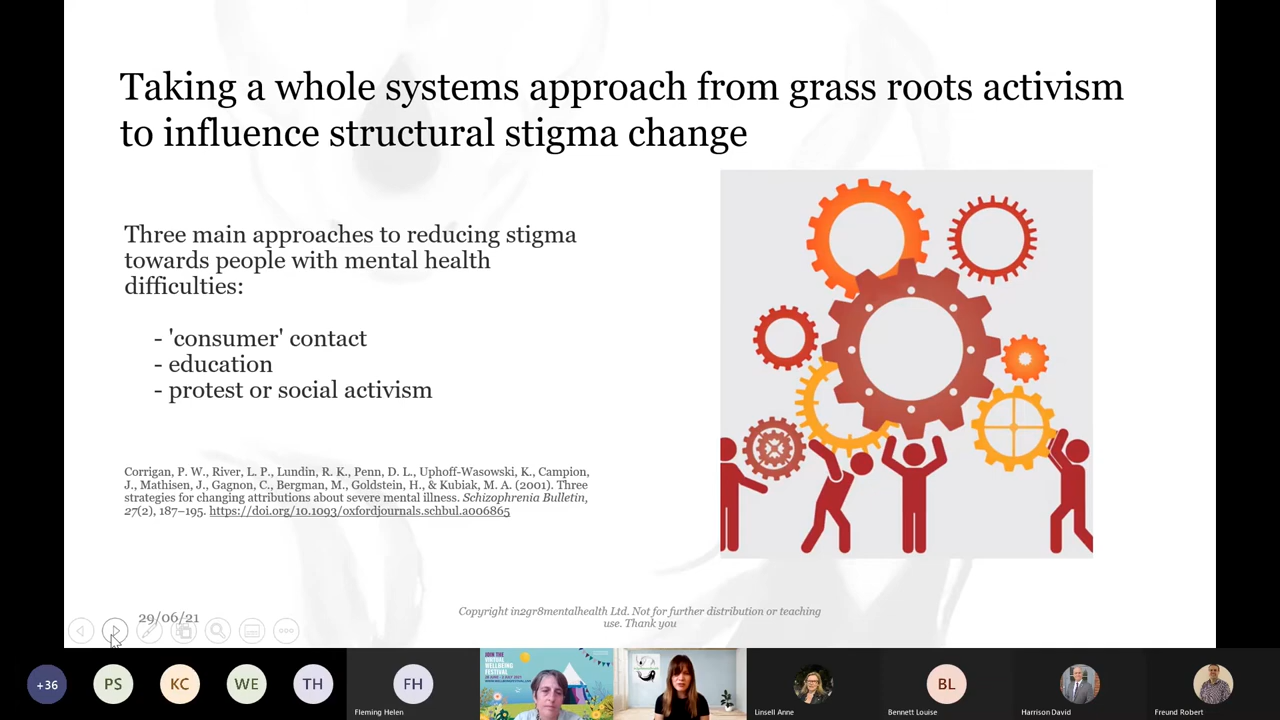 Taking a whole systems approach from grass roots activism
to influence structural stigma change
Three main approaches to reducing stigma
towards people with mental health
difficulties:
- 'consumer' contact
- education
- protest or social activism
Corrigan, P. W., River, L. P., Lundin, R. K., Penn, D. L., Uphoff-Wasowski, K., Campion,
J., Mathisen, J., Gagnon, C., Bergman, M., Goldstein, H., & Kubiak, M. A. (2001). Three
strategies for changing attributions about severe mental illness. Schizophrenia Bulletin,
27(2), 187–195. https://doi.org/10.1093/oxfordjournals.schbul.a006865
29/06/21
Copyright in2gr8mentalhealth Ltd. Not for further distribution or teaching
use. Thank you
+36
PS
KC
WE
TH
FH
Fleming Helen
JOIN THE
VIRTUAL
WELLBEING
FESTIVAL
Linsell Anne
BL
Bennett Louise
Harrison David
Freund Robert